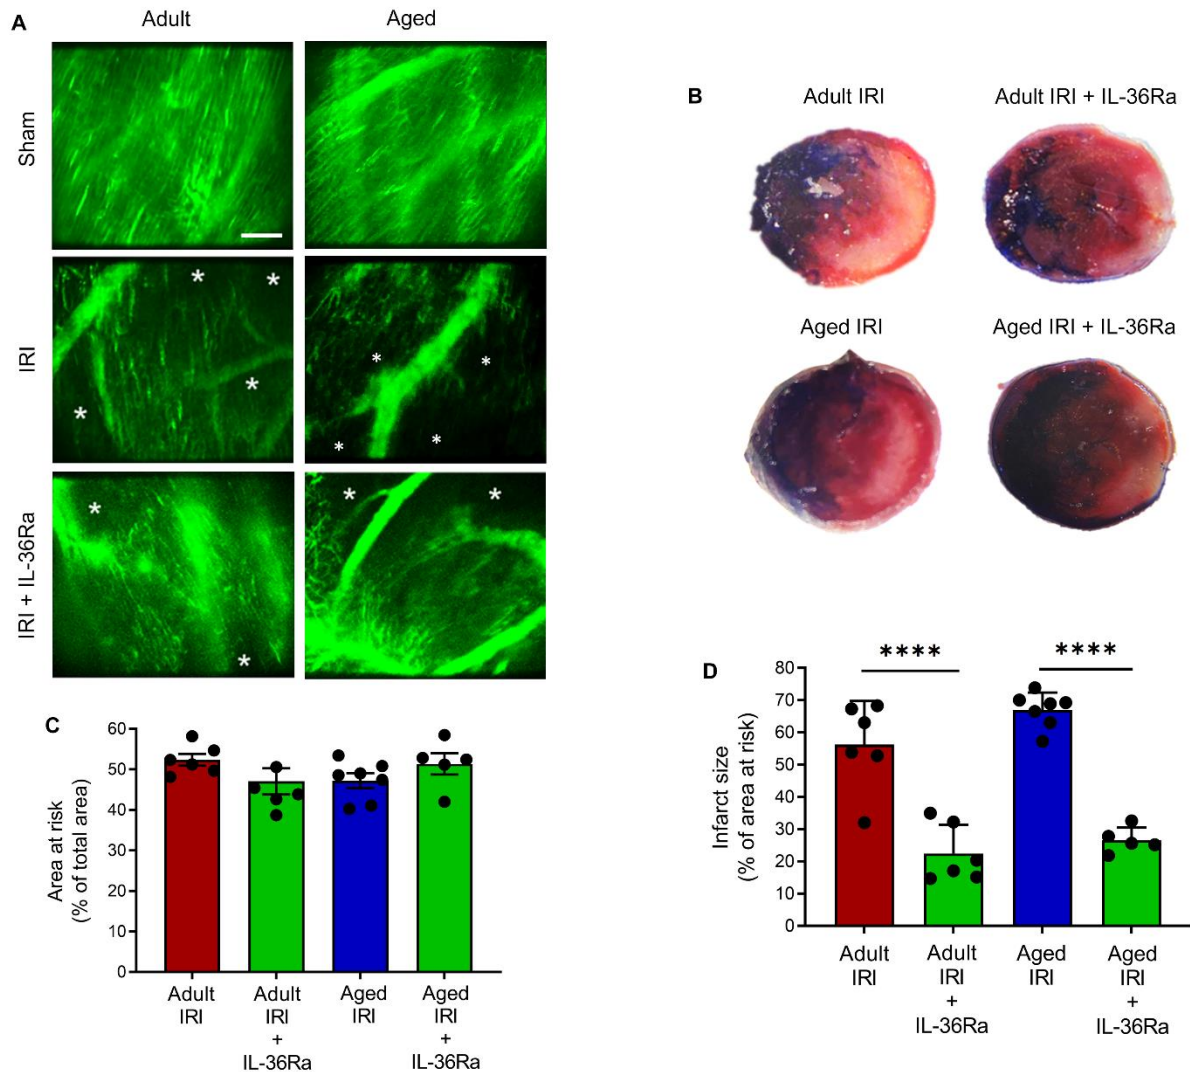 A
Adult
Aged
Sham
IRI
IRI + IL-36Ra
*
*
*
*
*
*
*
*
*
*
*
*
B
Adult IRI
Adult IRI + IL-36Ra
Aged IRI
Aged IRI + IL-36Ra
C
Area at risk
(% of total area)
60
50
40
30
20
10
0
Adult
IRI
Adult
IRI
+
IL-36Ra
Aged
IRI
Aged
IRI
+
IL-36Ra
D
Infarct size
(% of area at risk)
80
70
60
50
40
30
20
10
0
****
****
Adult
IRI
Adult
IRI
+
IL-36Ra
Aged
IRI
Aged
IRI
+
IL-36Ra